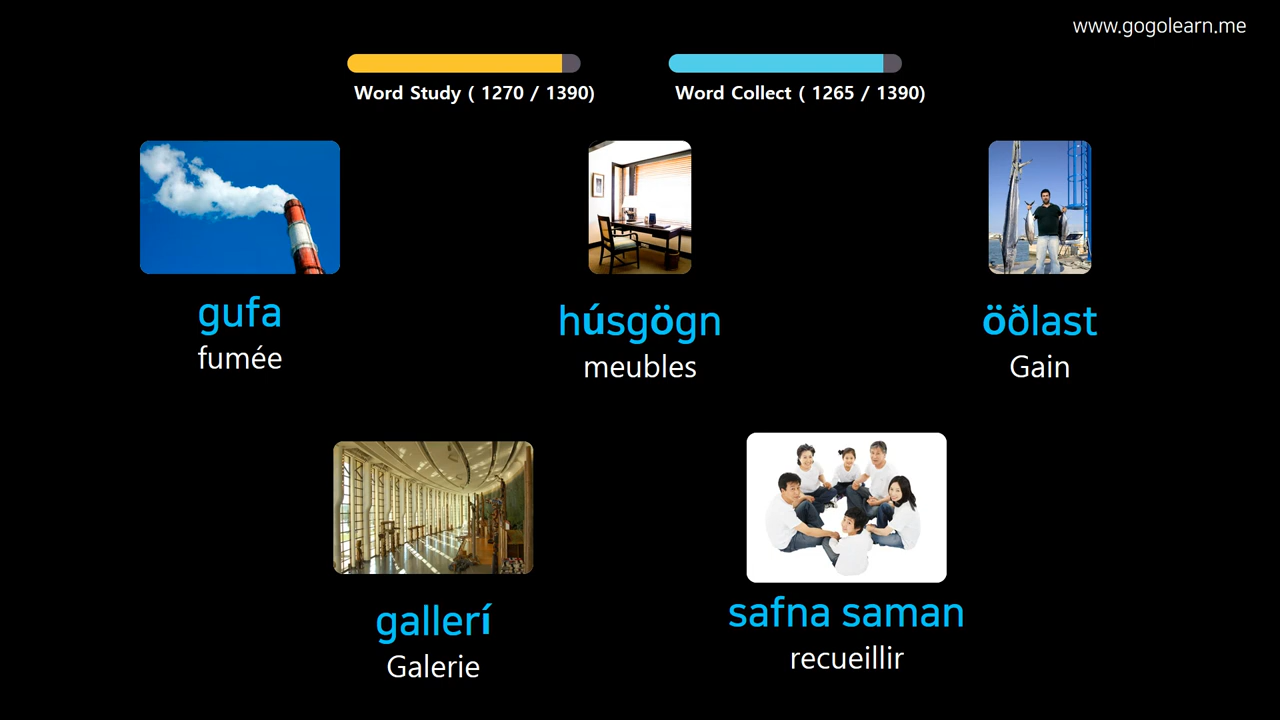 www.gogolearn.me
Word Study ( 1270 / 1390)
Word Collect ( 1265 / 1390)
gufa
fumée
húsgögn
meubles
öðlast
Gain
gallerí
Galerie
safna saman
recueillir